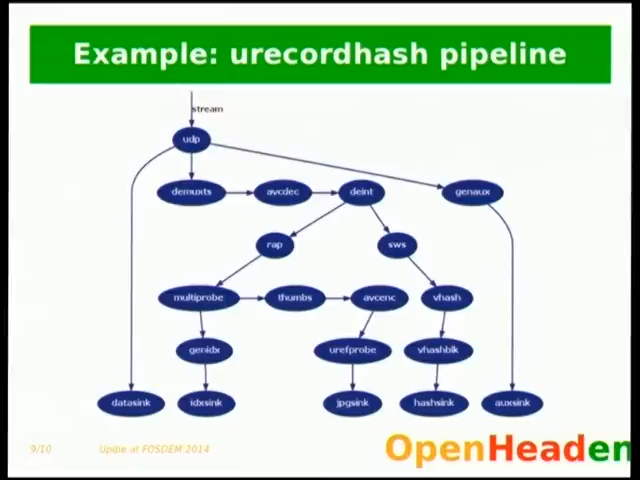 Example: urecordhash pipeline
stream
udp
demuxts avcdec deint genaux
rap sws
multiprobe thumbs avcenc vhash
genidx urefprobe vhashblk
datasink idxsink jpgsink hashsink auxsink
9/10 Upipe at FOSDEM 2014
OpenHeaden